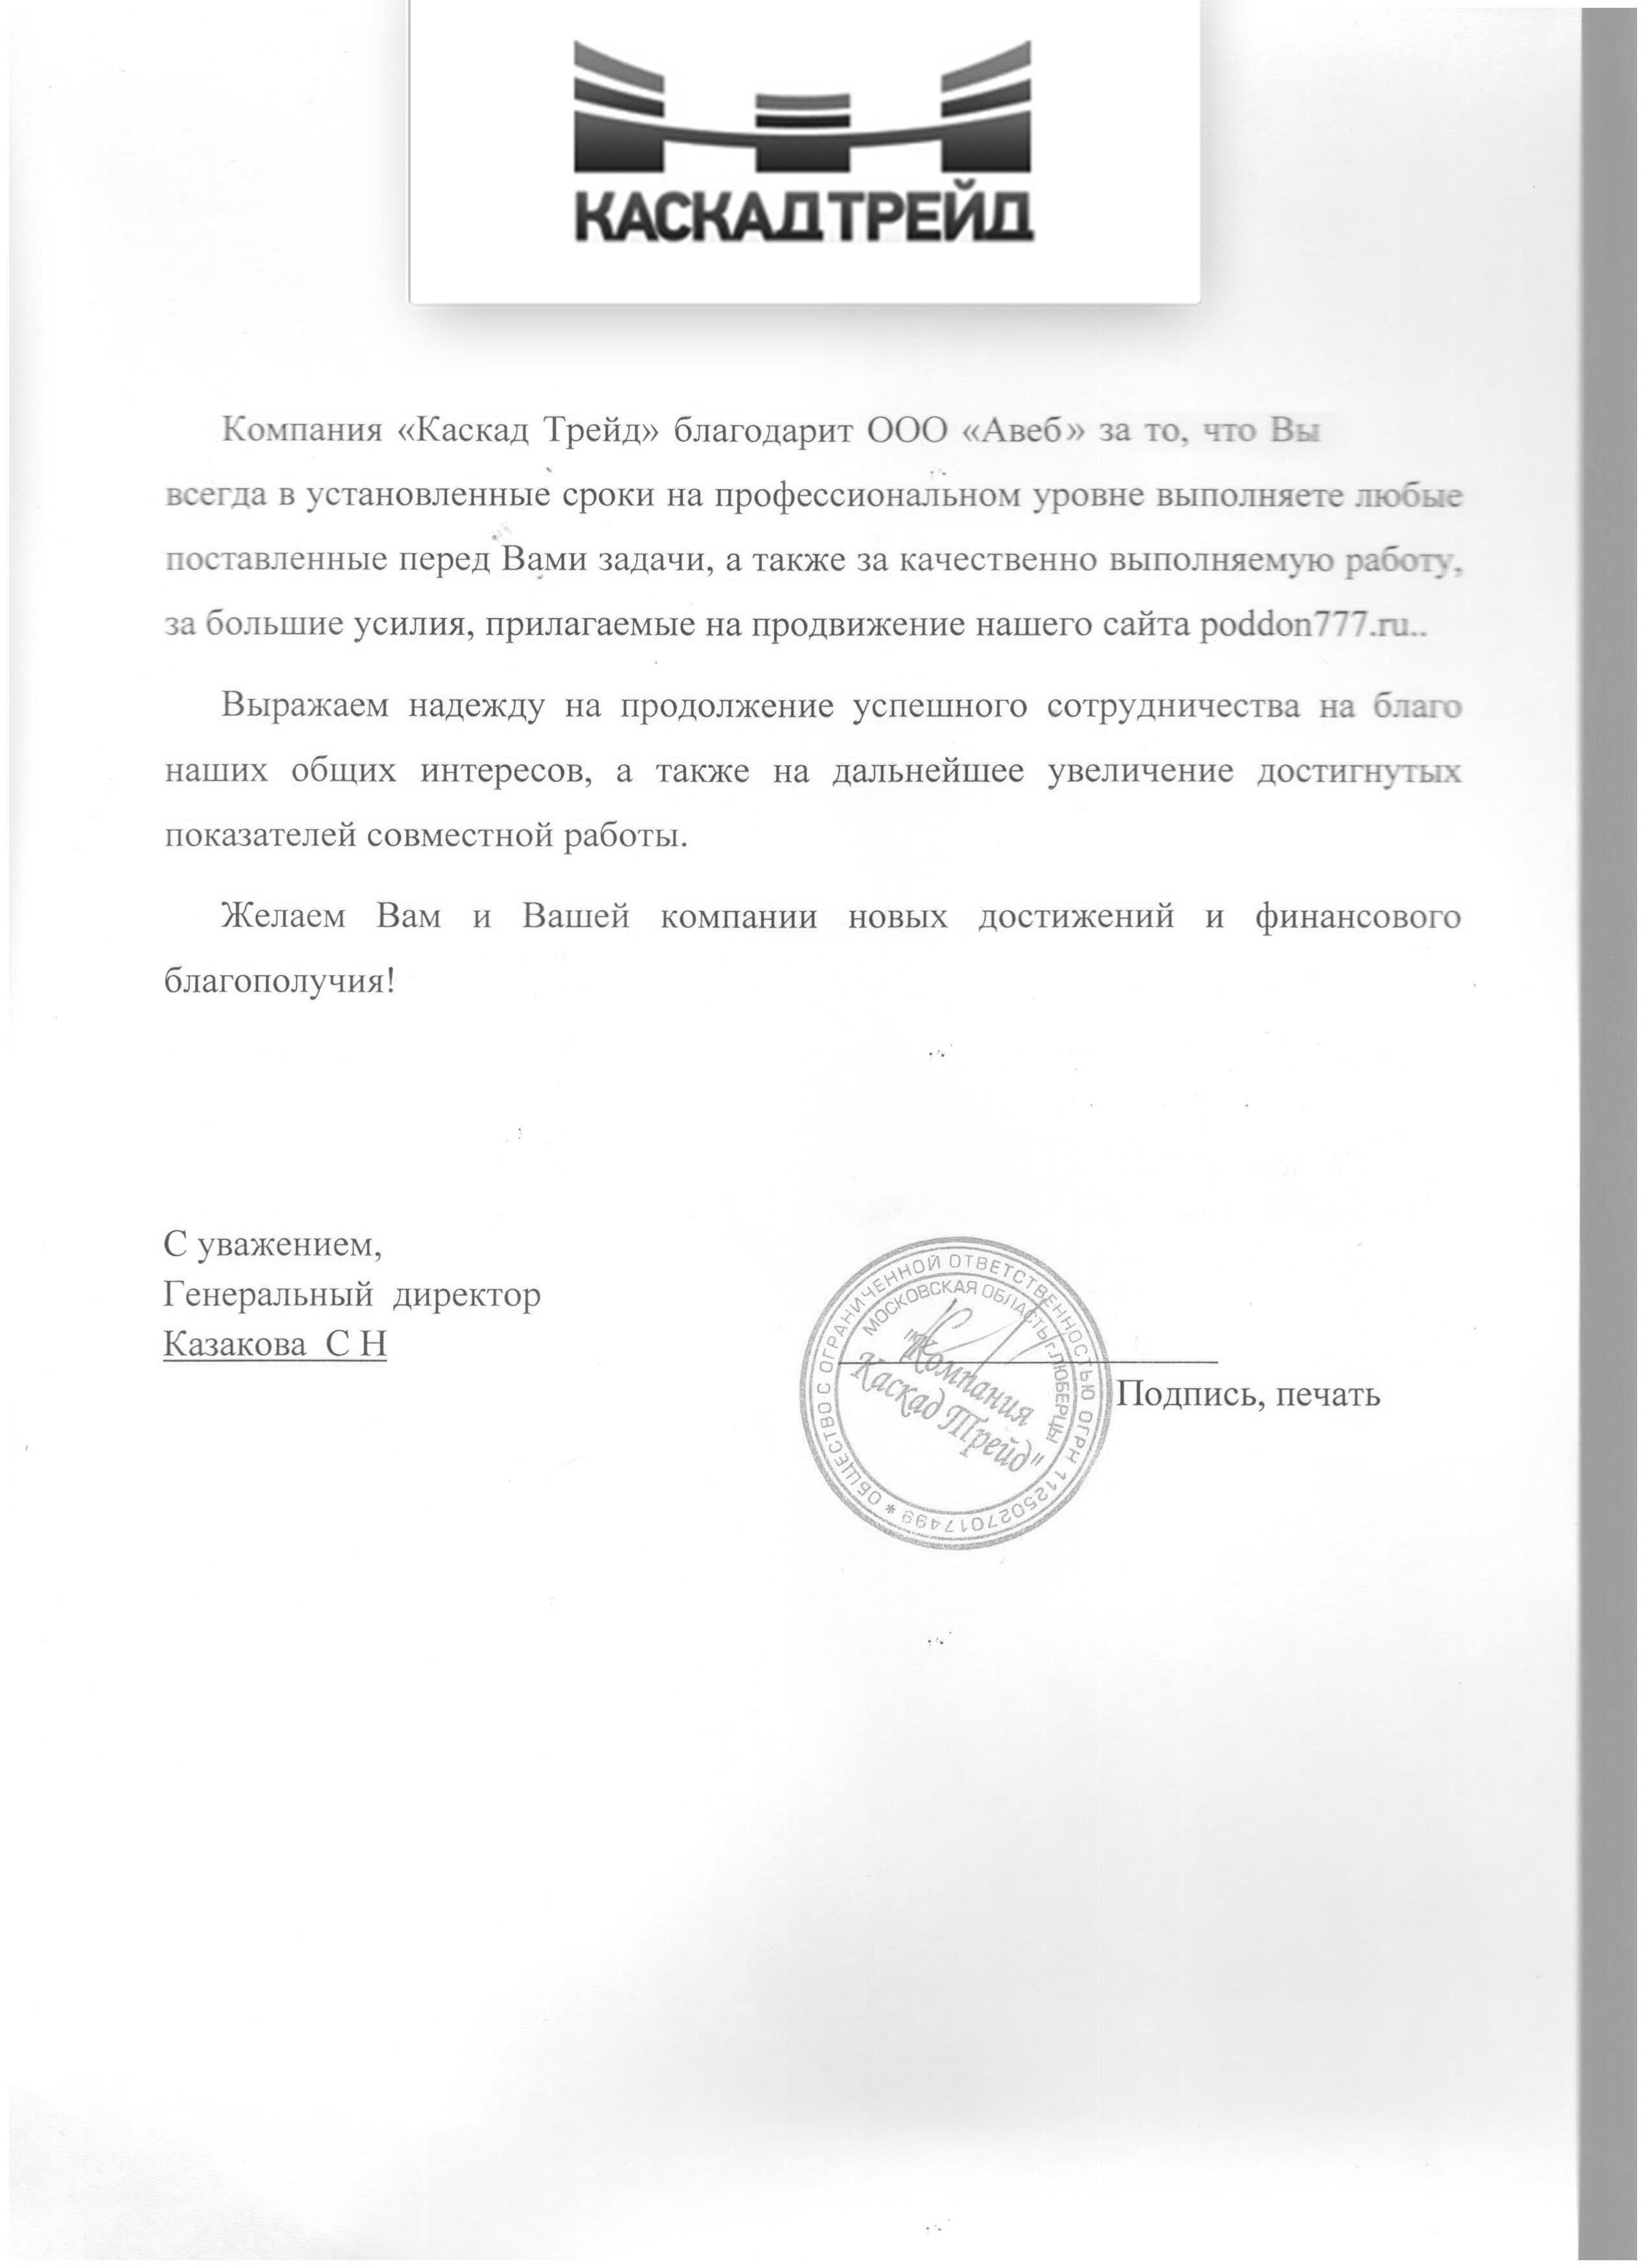 КАСКАД ТРЕЙД
Компания «Каскад Трейд» благодарит ООО «Авеб» за то, что Вы
всегда в установленные сроки на профессиональном уровне выполняете любые
поставленные перед Вами задачи, а также за качественно выполняемую работу,
за большие усилия, прилагаемые на продвижение нашего сайта poddon777.ru..
Выражаем надежду на продолжение успешного сотрудничества на благо
наших общих интересов, а также на дальнейшее увеличение достигнутых
показателей совместной работы.
Желаем Вам и Вашей компании новых достижений и финансового
благополучия!
С уважением,
Генеральный директор
Казакова С Н
Подпись, печать
ОБЩЕСТВО С ОГРАНИЧЕННОЙ ОТВЕТСТВЕННОСТЬЮ ОГРН 1125027017499 *
МОСКОВСКАЯ ОБЛАСТЬ г.ЛЮБЕРЦЫ
"Компания
Каскад Трейд"